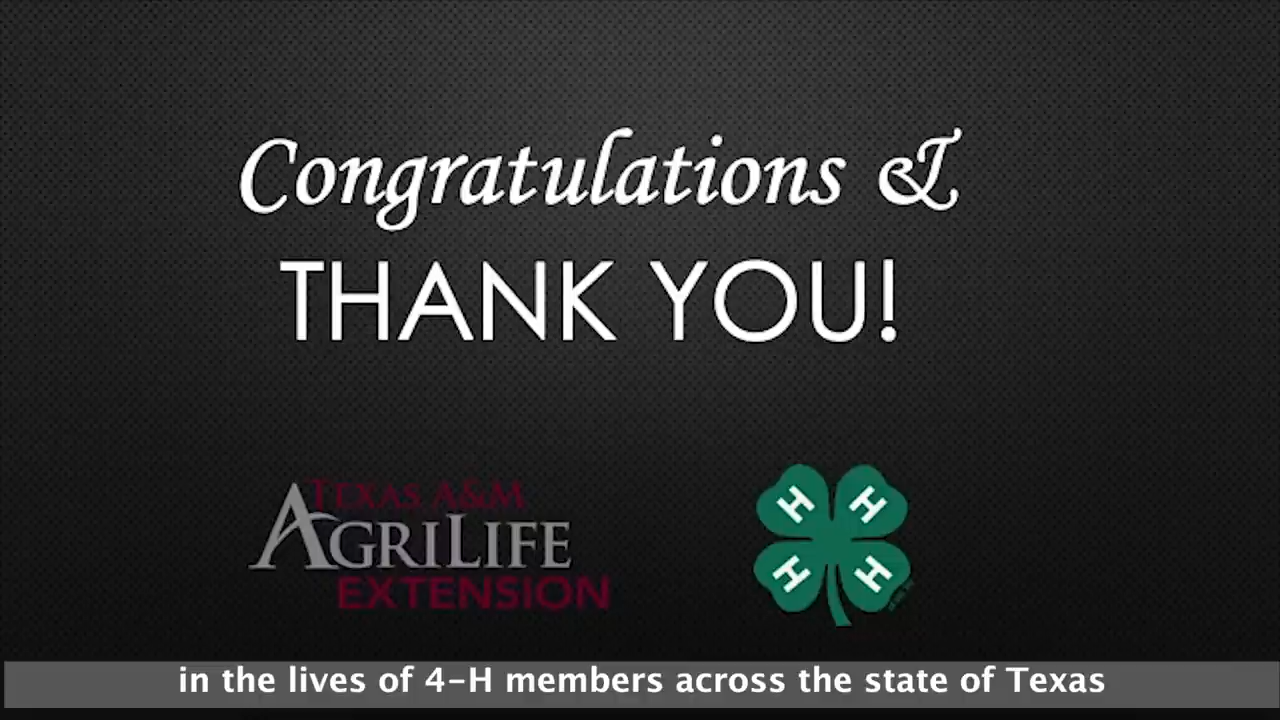 Congratulations &
THANK YOU!
TEXAS A&M
AGRILIFE
EXTENSION
H H
H H
in the lives of 4-H members across the state of Texas